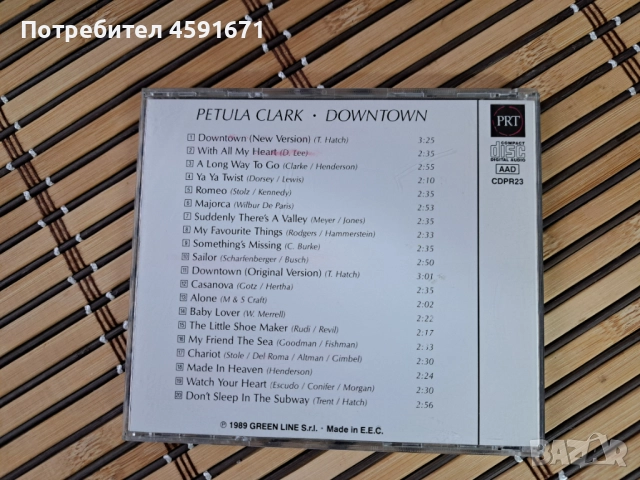 Потребител 4591671
PETULA CLARK · DOWNTOWN
1 Downtown (New Version) (T. Hatch) 3:25
2 With All My Heart (D. Lee) 2:35
3 A Long Way To Go (Clarke / Henderson) 2:55
4 Ya Ya Twist (Dorsey / Lewis) 2:10
5 Romeo (Stolz / Kennedy) 2:35
6 Majorca (Wilbur De Paris) 2:53
7 Suddenly There's A Valley (Meyer / Jones) 2:35
8 My Favourite Things (Rodgers / Hammerstein) 2:33
9 Something's Missing (C. Burke) 2:35
10 Sailor (Scharfenberger / Busch) 2:50
11 Downtown (Original Version) (T. Hatch) 3:01
12 Casanova (Gotz / Hertha) 2:35
13 Alone (M & S Craft) 2:02
14 Baby Lover (W. Merrell) 2:22
15 The Little Shoe Maker (Rudi / Revil) 2:17
16 My Friend The Sea (Goodman / Fishman)
17 Chariot (Stole / Del Roma / Altman / Gimbel) 2:30
18 Made In Heaven (Henderson) 2:24
19 Watch Your Heart (Escudo / Conifer / Morgan) 2:30
20 Don't Sleep In The Subway (Trent / Hatch) 2:56
℗ 1989 GREEN LINE S.r.l. · Made in E.E.C.
PRT
COMPACT
disc
DIGITAL AUDIO
AAD
CDPR23
BAZAR